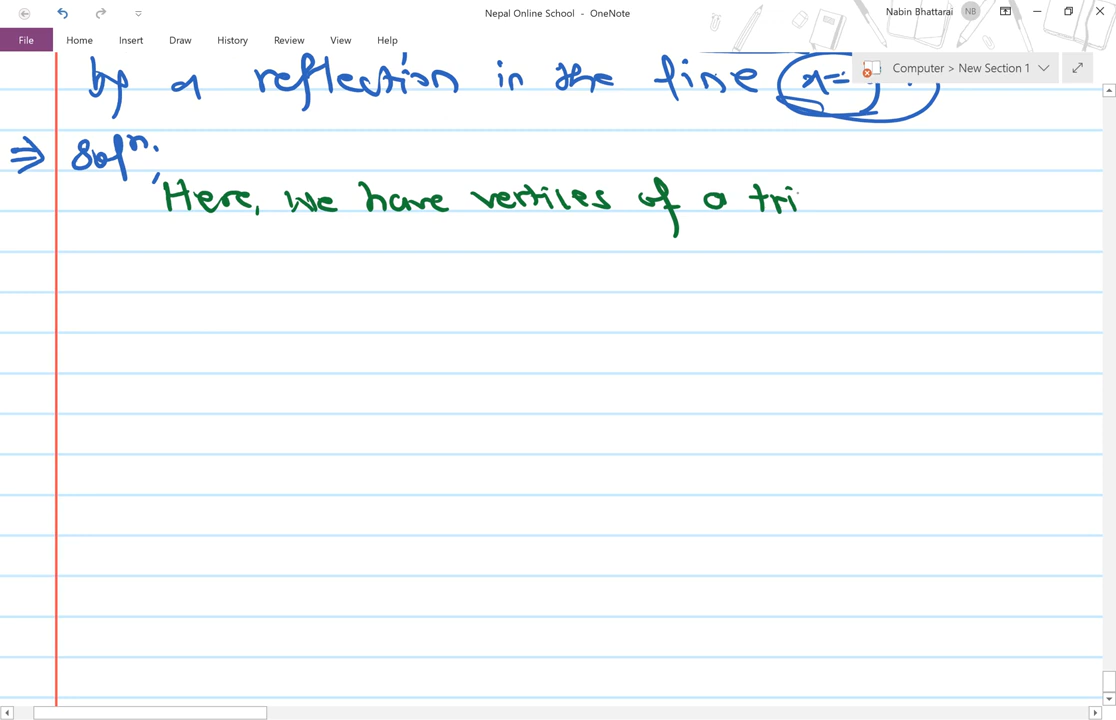 Nepal Online School - OneNote
Nabin Bhattarai NB
File Home Insert Draw History Review View Help
Computer > New Section 1
by a reflection in the line x=
⇒ Solⁿ.
Here, we have vertiles of a tri